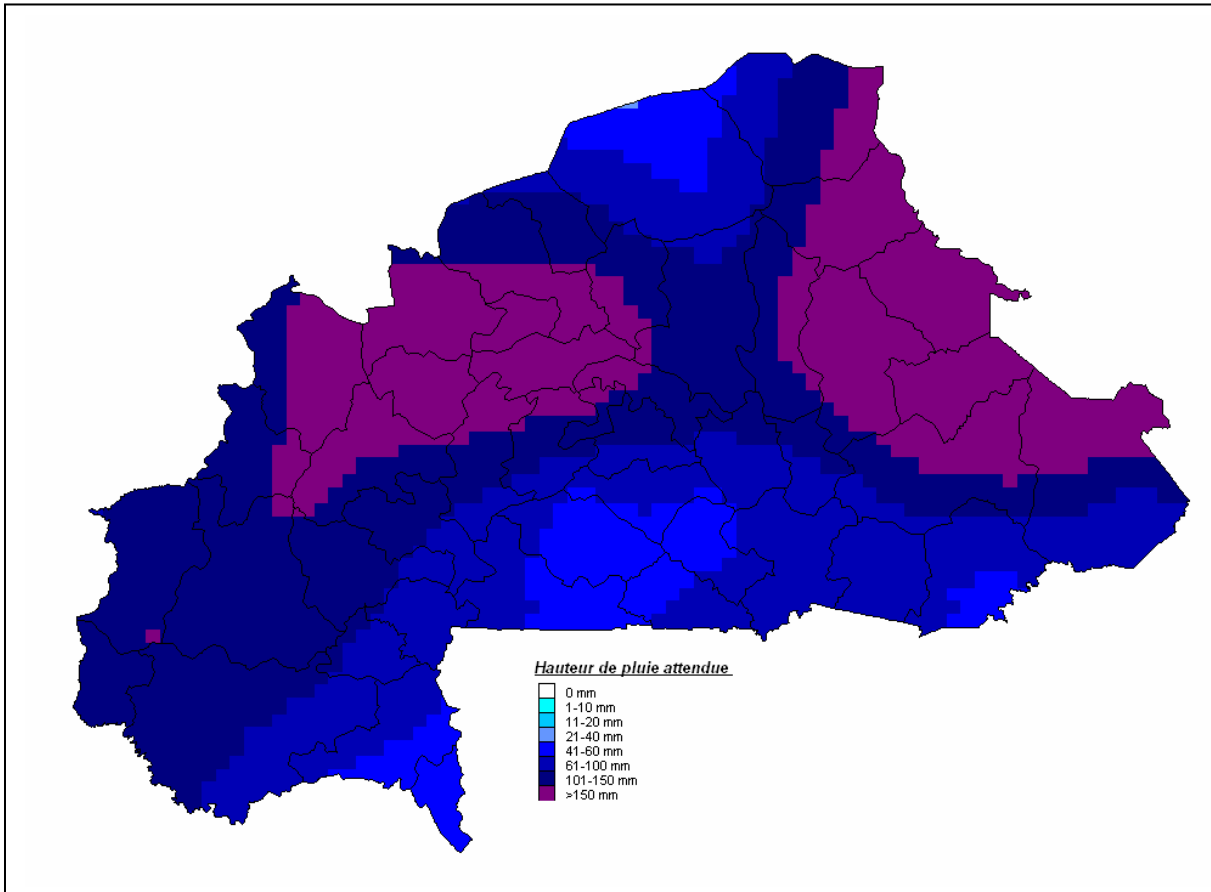 Hauteur de pluie attendue
0 mm
1-10 mm
11-20 mm
21-40 mm
41-60 mm
61-100 mm
101-150 mm
>150 mm